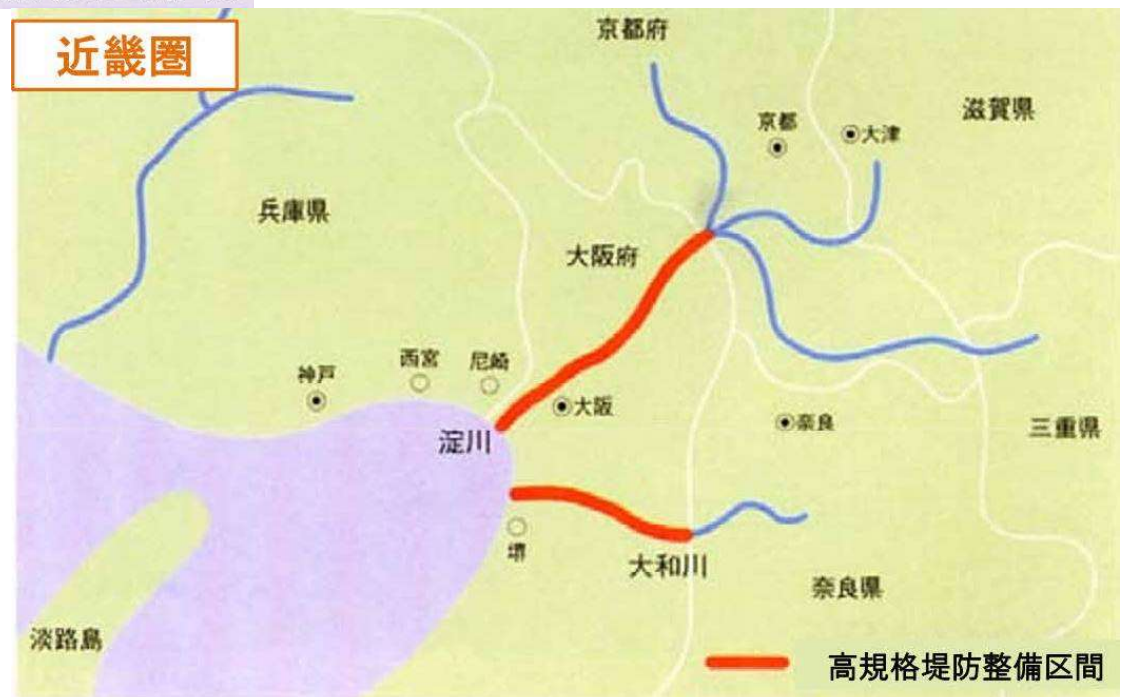 近畿圏
京都府
滋賀県
京都
大津
兵庫県
大阪府
神戸
西宮
尼崎
大阪
奈良
三重県
淀川
堺
大和川
奈良県
淡路島
高規格堤防整備区間